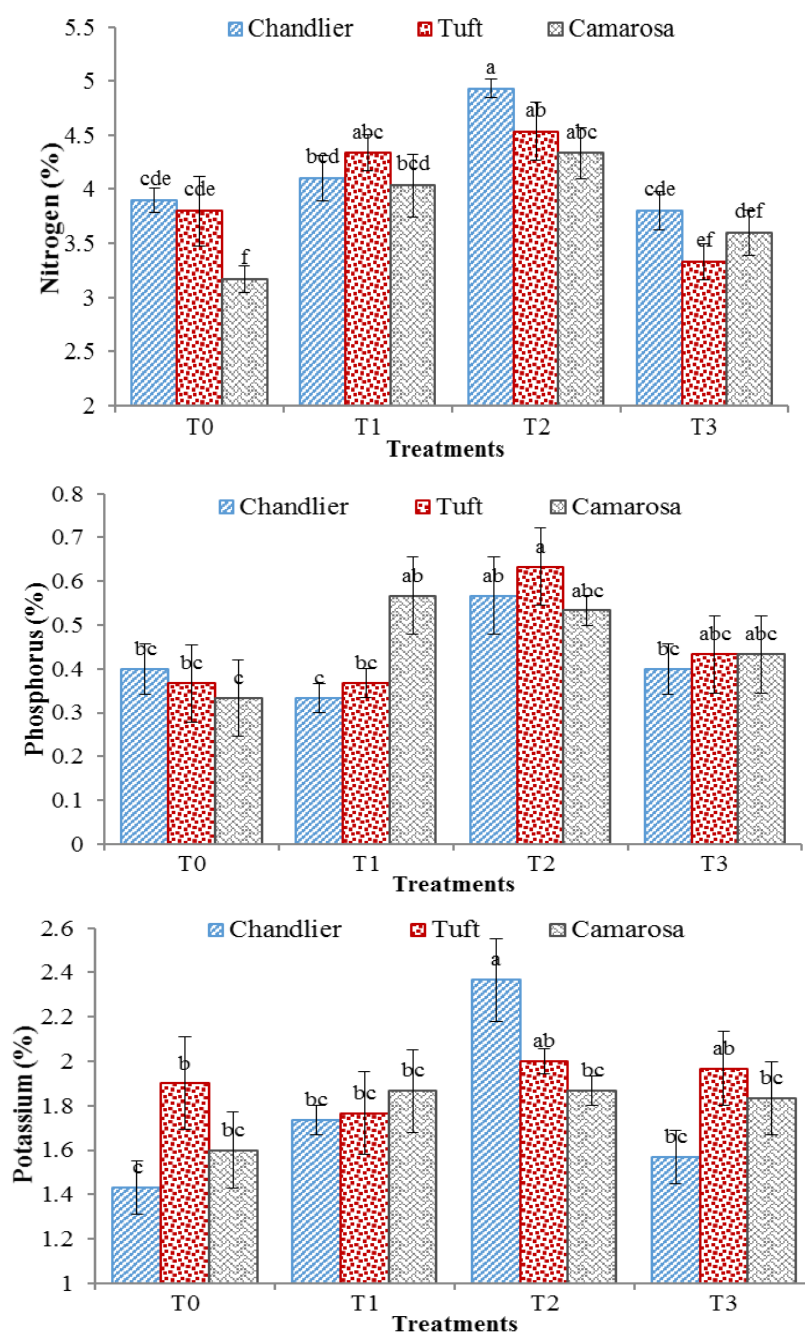 5.5
Chandlier Tuft Camarosa
5
4.5
4
3.5
3
2.5
2
Nitrogen (%)
cde cde f
bcd abc bcd
a ab abc
cde ef def
T0 T1 T2 T3
Treatments
0.8
Chandlier Tuft Camarosa
0.7
0.6
0.5
0.4
0.3
0.2
0.1
0
Phosphorus (%)
bc bc c
c bc ab
ab a abc
bc abc abc
T0 T1 T2 T3
Treatments
2.6
Chandlier Tuft Camarosa
2.4
2.2
2
1.8
1.6
1.4
1.2
1
Potassium (%)
c b bc
bc bc bc
a ab bc
bc ab bc
T0 T1 T2 T3
Treatments